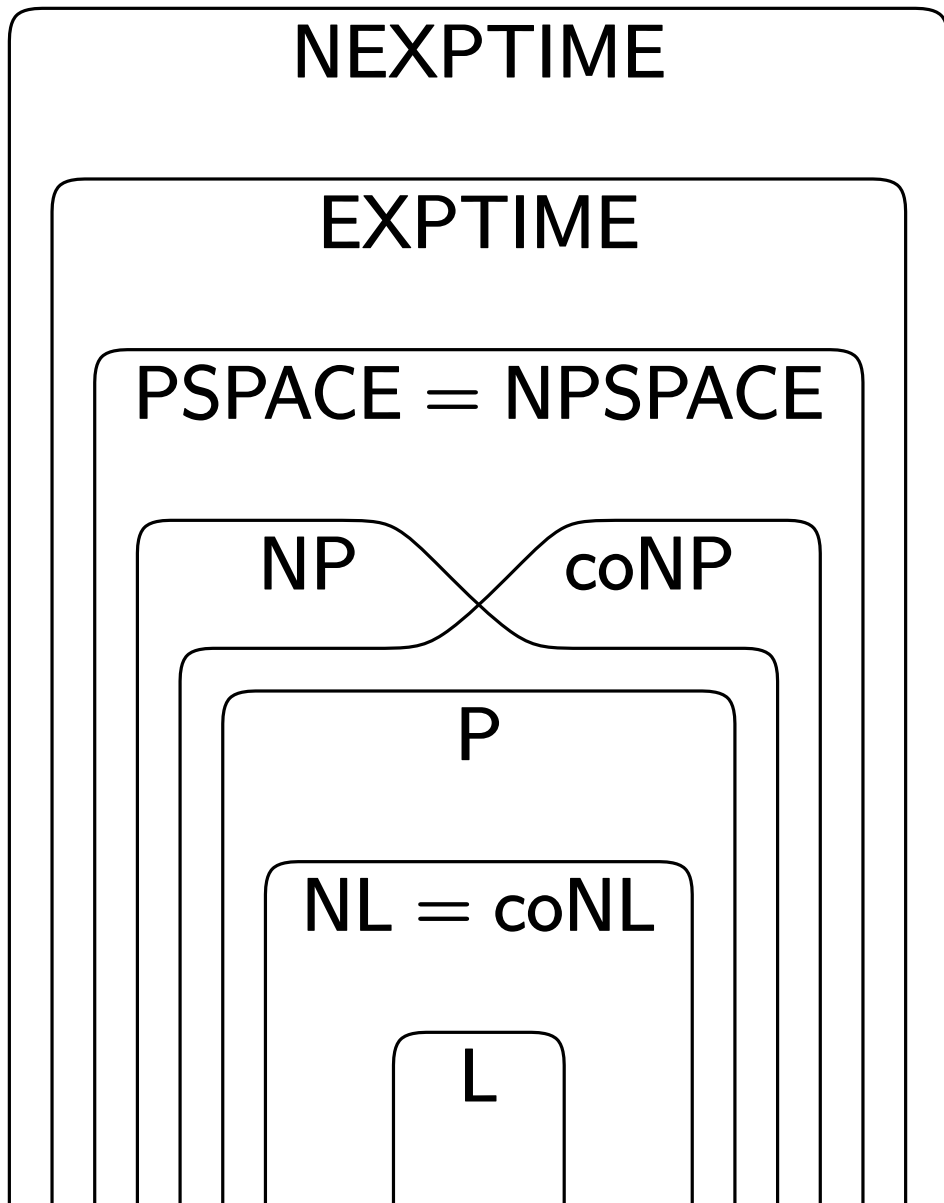 NEXPTIME
EXPTIME
PSPACE = NPSPACE
NP coNP
P
NL = coNL
L